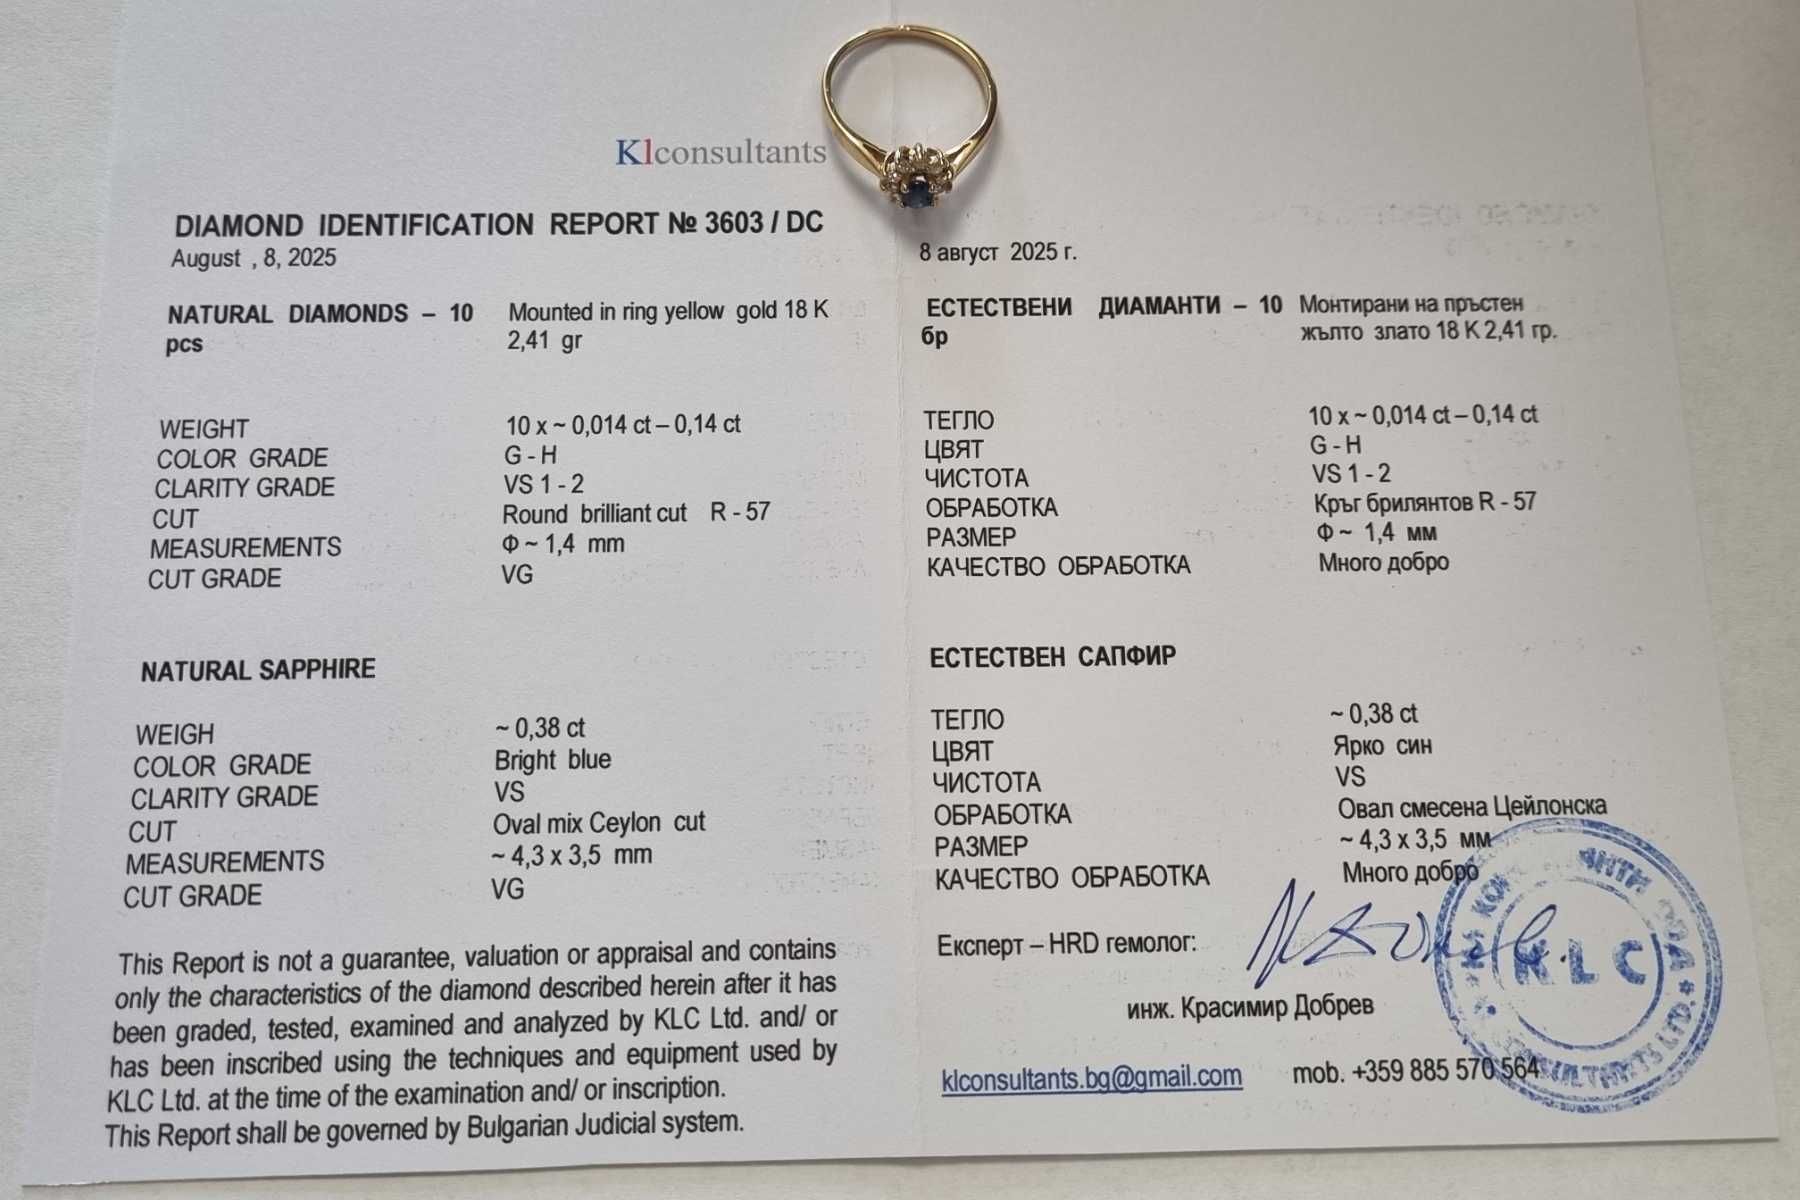 Klconsultants
DIAMOND IDENTIFICATION REPORT № 3603 / DC
August , 8, 2025
NATURAL DIAMONDS – 10 pcs
Mounted in ring yellow gold 18 K
2,41 gr
WEIGHT 10 x ~ 0,014 ct – 0,14 ct
COLOR GRADE G - H
CLARITY GRADE VS 1 - 2
CUT Round brilliant cut R - 57
MEASUREMENTS Ф ~ 1,4 mm
CUT GRADE VG
NATURAL SAPPHIRE
WEIGH ~ 0,38 ct
COLOR GRADE Bright blue
CLARITY GRADE VS
CUT Oval mix Ceylon cut
MEASUREMENTS ~ 4,3 x 3,5 mm
CUT GRADE VG
This Report is not a guarantee, valuation or appraisal and contains
only the characteristics of the diamond described herein after it has
been graded, tested, examined and analyzed by KLC Ltd. and/ or
has been inscribed using the techniques and equipment used by
KLC Ltd. at the time of the examination and/ or inscription.
This Report shall be governed by Bulgarian Judicial system.
8 август 2025 г.
ЕСТЕСТВЕНИ ДИАМАНТИ – 10 бр
Монтирани на пръстен
жълто злато 18 К 2,41 гр.
ТЕГЛО 10 x ~ 0,014 ct – 0,14 ct
ЦВЯТ G - H
ЧИСТОТА VS 1 - 2
ОБРАБОТКА Кръг брилянтов R - 57
РАЗМЕР Ф ~ 1,4 мм
КАЧЕСТВО ОБРАБОТКА Много добро
ЕСТЕСТВЕН САПФИР
ТЕГЛО ~ 0,38 ct
ЦВЯТ Ярко син
ЧИСТОТА VS
ОБРАБОТКА Овал смесена Цейлонска
РАЗМЕР ~ 4,3 x 3,5 мм
КАЧЕСТВО ОБРАБОТКА Много добро
Експерт – HRD гемолог:
инж. Красимир Добрев
klconsultants.bg@gmail.com mob. +359 885 570 564
KLC
LTD.